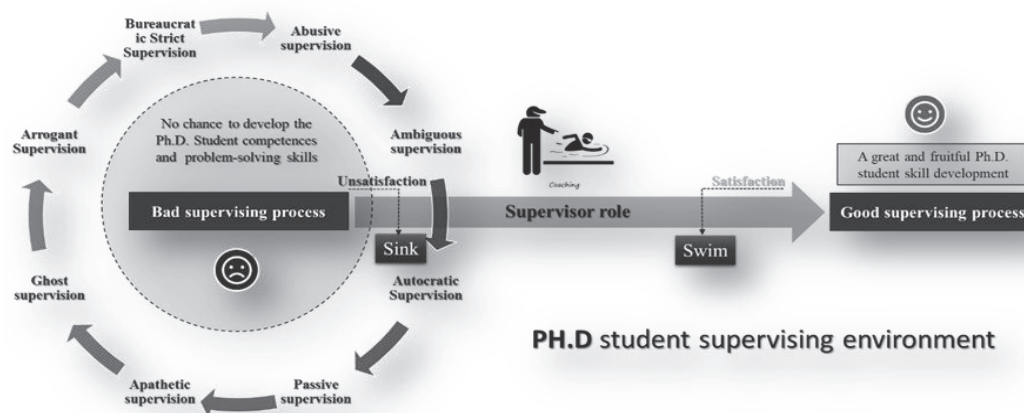 Bureaucrat
ic Strict
Supervision
Abusive
supervision
Arrogant
Supervision
No chance to develop the
Ph.D. Student competences
and problem-solving skills
Ambiguous
supervision
Unsatisfaction
Bad supervising process
Sink
Coaching
Supervisor role
Satisfaction
Swim
A great and fruitful Ph.D.
student skill development
Good supervising process
Ghost
supervision
Autocratic
Supervision
Apathetic
supervision
Passive
supervision
PH.D student supervising environment